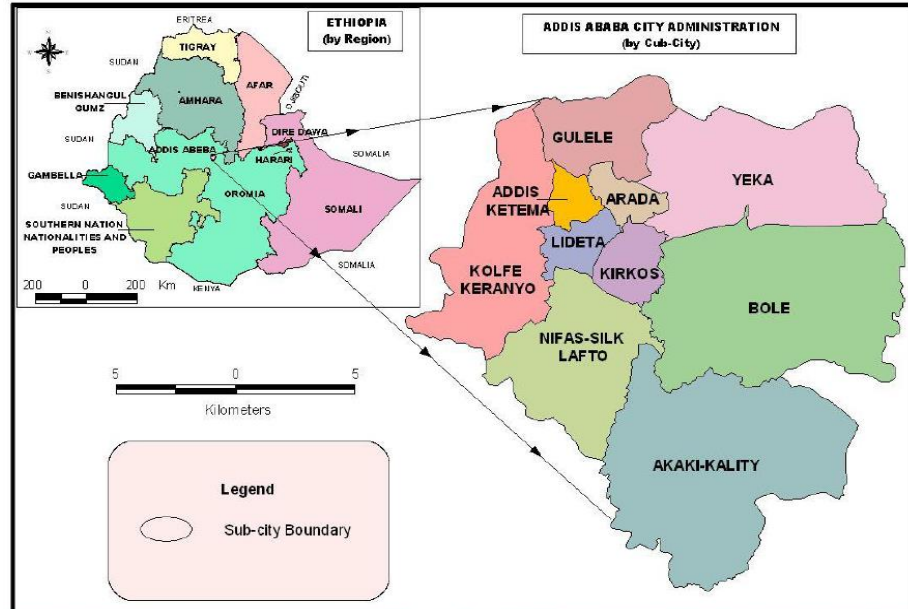 ETHIOPIA
(by Region)
ERITREA
TIGRAY
SUDAN
AFAR
AMHARA
DJIBOUTI
BENISHANGUL
GUMZ
SUDAN
DIRE DAWA
ADDIS ABEBA
HARARI
SOMALIA
GAMBELLA
OROMIA
SUDAN
SOMALI
SOUTHERN NATION
NATIONALITIES AND
PEOPLES
SOMALIA
KENYA
200 0 200
Km
ADDIS ABABA CITY ADMINISTRATION
(by Cub-City)
GULELE
YEKA
ADDIS
KETEMA
ARADA
LIDETA
KIRKOS
KOLFE
KERANYO
BOLE
NIFAS-SILK
LAFTO
AKAKI-KALITY
5 0 5
Kilometers
Legend
Sub-city Boundary